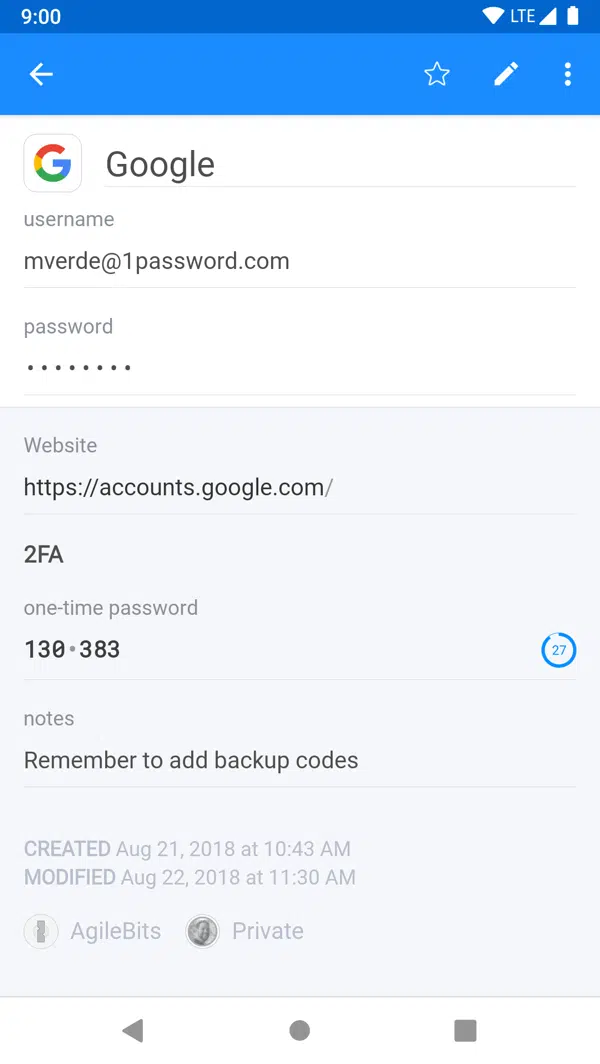 9:00 LTE
Google
username
mverde@1password.com
password
••••••••
Website
https://accounts.google.com/
2FA
one-time password
130•383 27
notes
Remember to add backup codes
CREATED Aug 21, 2018 at 10:43 AM
MODIFIED Aug 22, 2018 at 11:30 AM
AgileBits Private